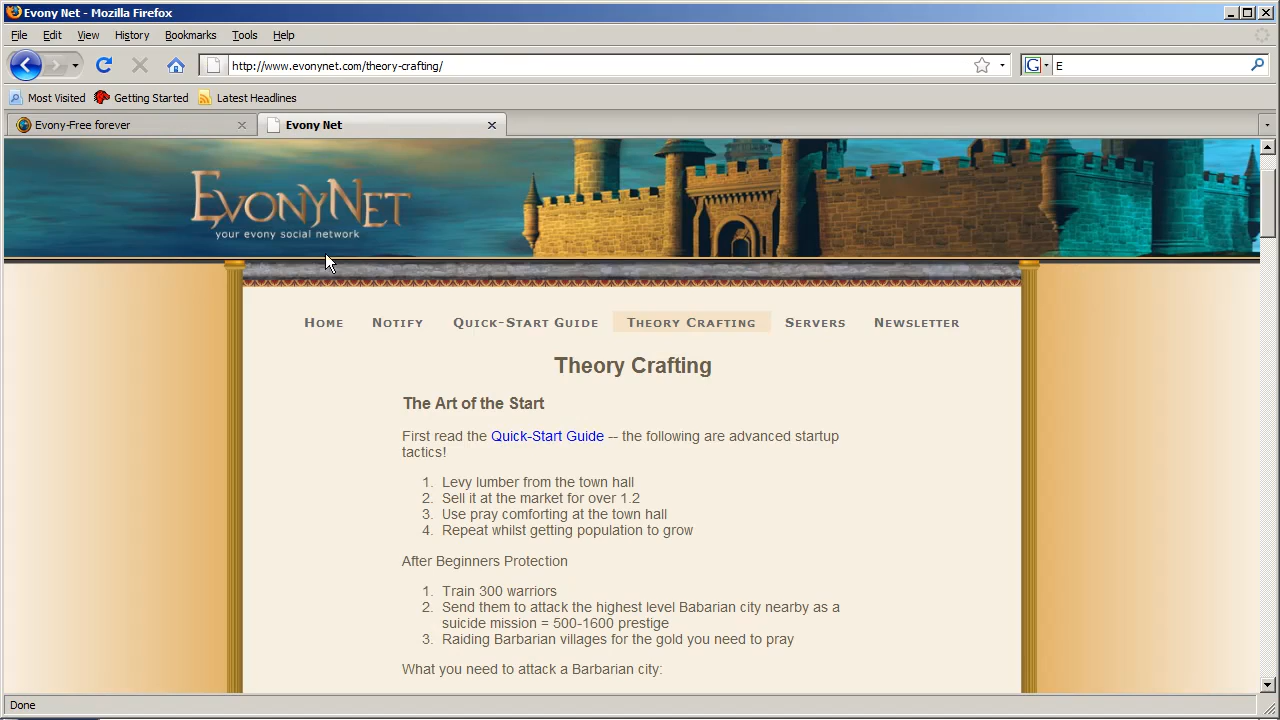 Evony Net - Mozilla Firefox
File Edit View History Bookmarks Tools Help
http://www.evonynet.com/theory-crafting/
G E
Most Visited Getting Started Latest Headlines
Evony-Free forever
Evony Net
EvonyNet
your evony social network
Home Notify Quick-Start Guide Theory Crafting Servers Newsletter
Theory Crafting
The Art of the Start
First read the Quick-Start Guide -- the following are advanced startup
tactics!
1. Levy lumber from the town hall
2. Sell it at the market for over 1.2
3. Use pray comforting at the town hall
4. Repeat whilst getting population to grow
After Beginners Protection
1. Train 300 warriors
2. Send them to attack the highest level Babarian city nearby as a
suicide mission = 500-1600 prestige
3. Raiding Barbarian villages for the gold you need to pray
What you need to attack a Barbarian city:
Done